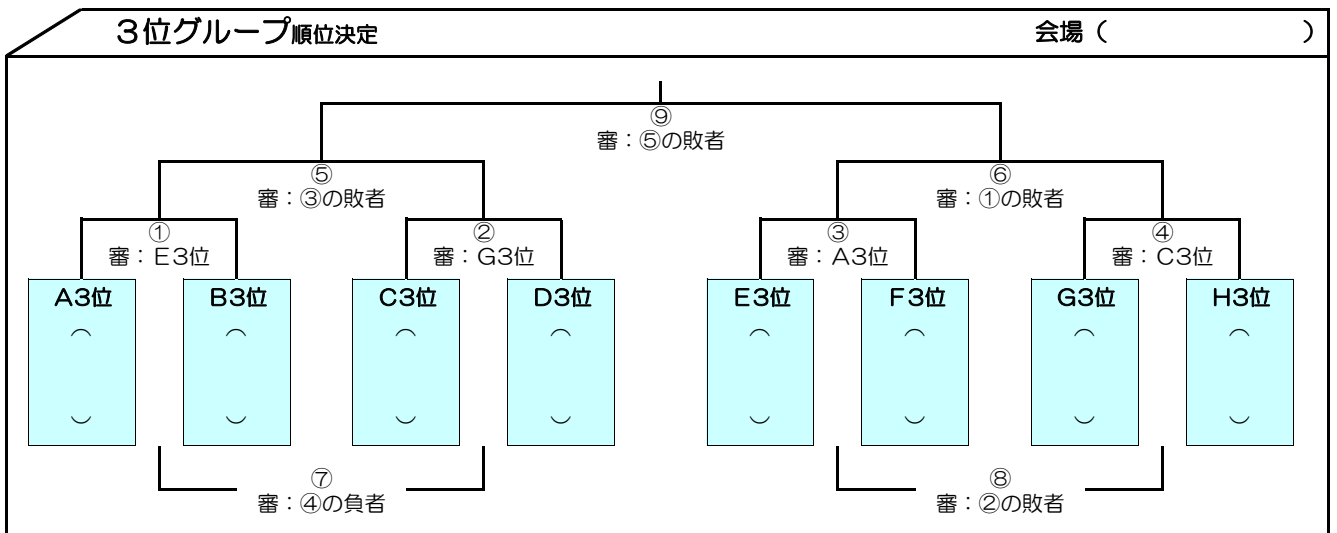 3位グループ順位決定 会場（ ）
⑨
審：⑤の敗者
⑤ ⑥
審：③の敗者 審：①の敗者
① ② ③ ④
審：E3位 審：G3位 審：A3位 審：C3位
A3位 B3位 C3位 D3位 E3位 F3位 G3位 H3位
（ ） （ ） （ ） （ ） （ ） （ ） （ ） （ ）
⑦ ⑧
審：④の負者 審：②の敗者